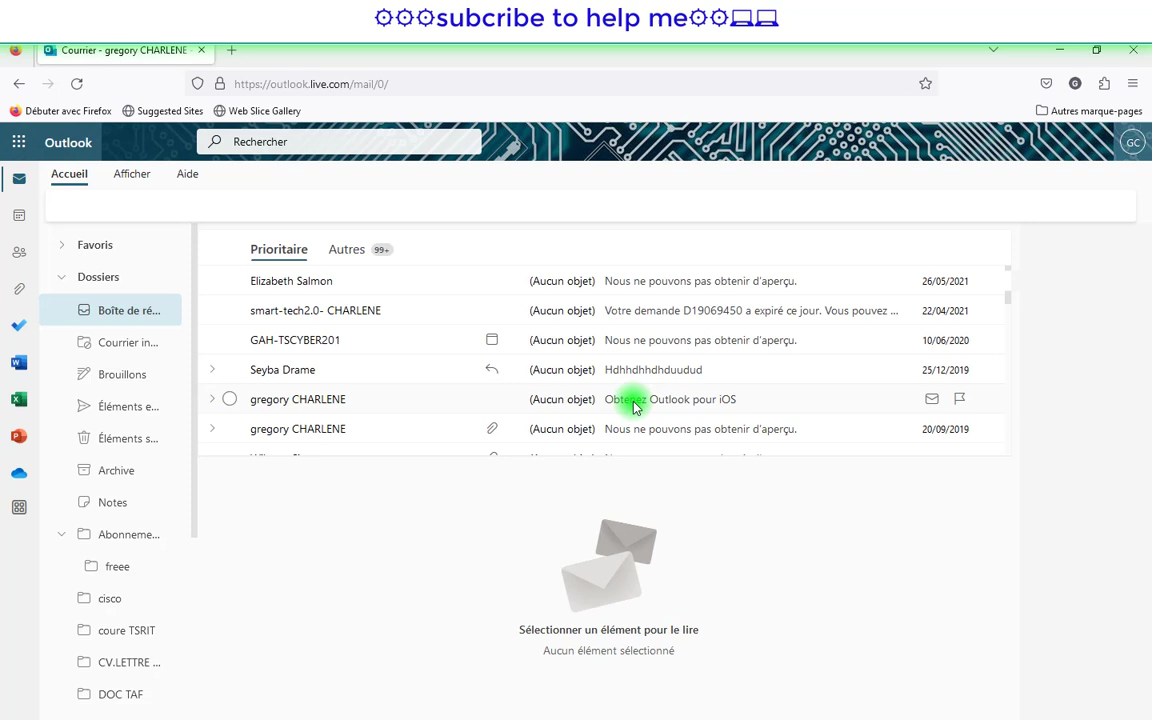 subcribe to help me
Courrier - gregory CHARLENE -
https://outlook.live.com/mail/0/
G
Débuter avec Firefox Suggested Sites Web Slice Gallery Autres marque-pages
Outlook Rechercher GC
Accueil Afficher Aide
Favoris
Dossiers
Boîte de ré...
Courrier in...
Brouillons
Éléments e...
Éléments s...
Archive
Notes
Abonneme...
freee
cisco
coure TSRIT
CV.LETTRE ...
DOC TAF
Prioritaire Autres 99+
Elizabeth Salmon (Aucun objet) Nous ne pouvons pas obtenir d'aperçu. 26/05/2021
smart-tech2.0- CHARLENE (Aucun objet) Votre demande D19069450 a expiré ce jour. Vous pouvez ... 22/04/2021
GAH-TSCYBER201 (Aucun objet) Nous ne pouvons pas obtenir d'aperçu. 10/06/2020
Seyba Drame (Aucun objet) Hdhhdhhdhduudud 25/12/2019
gregory CHARLENE (Aucun objet) Obtenez Outlook pour iOS
gregory CHARLENE (Aucun objet) Nous ne pouvons pas obtenir d'aperçu. 20/09/2019
Sélectionner un élément pour le lire
Aucun élément sélectionné